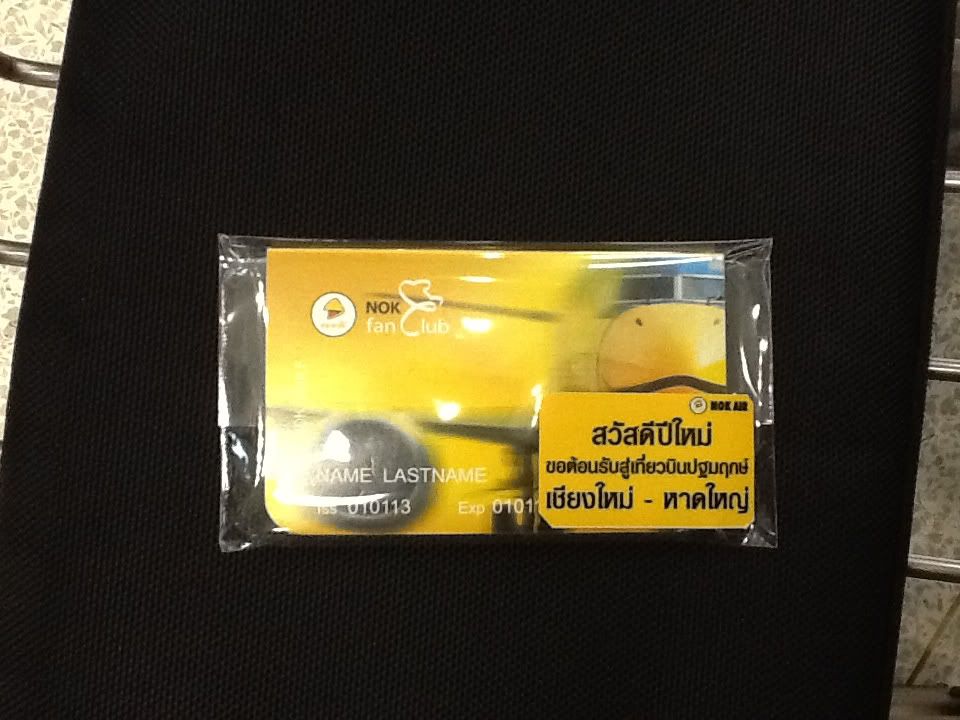 NOK
fan Club
NAME LASTNAME
Iss 010113 Exp 0101
NOK AIR
สวัสดีปีใหม่
ขอต้อนรับสู่เที่ยวบินปฐมฤกษ์
เชียงใหม่ - หาดใหญ่